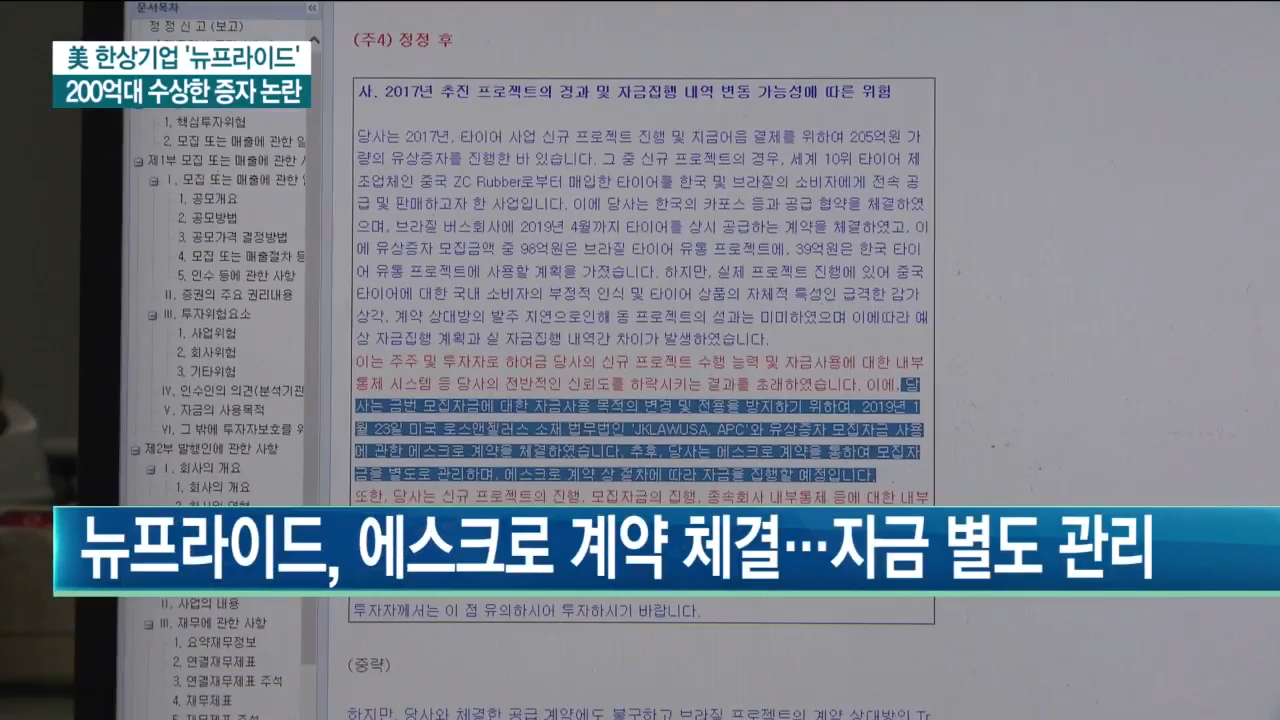 문서목차
정 정 신 고 (보고)
美 한상기업 '뉴프라이드'
200억대 수상한 증자 논란
1. 핵심투자위험
2. 모집 또는 매출에 관한 일
제1부 모집 또는 매출에 관한
I. 모집 또는 매출에 관한
1. 공모개요
2. 공모방법
3. 공모가격 결정방법
4. 모집 또는 매출절차 등
5. 인수 등에 관한 사항
II. 증권의 주요 권리내용
III. 투자위험요소
1. 사업위험
2. 회사위험
3. 기타위험
IV. 인수인의 의견(분석기관
V. 자금의 사용목적
VI. 그 밖에 투자자보호를 위
제2부 발행인에 관한 사항
I. 회사의 개요
1. 회사의 개요
II. 사업의 내용
III. 재무에 관한 사항
1. 요약재무정보
2. 연결재무제표
3. 연결재무제표 주석
4. 재무제표
5. 재무제표 주석
(주4) 정정 후
사. 2017년 추진 프로젝트의 경과 및 자금집행 내역 변동 가능성에 따른 위험
당사는 2017년, 타이어 사업 신규 프로젝트 진행 및 지급어음 결제를 위하여 205억원 가
량의 유상증자를 진행한 바 있습니다. 그 중 신규 프로젝트의 경우, 세계 10위 타이어 제
조업체인 중국 ZC Rubber로부터 매입한 타이어를 한국 및 브라질의 소비자에게 전속 공
급 및 판매하고자 한 사업입니다. 이에 당사는 한국의 카포스 등과 공급 협약을 체결하였
으며, 브라질 버스회사에 2019년 4월까지 타이어를 상시 공급하는 계약을 체결하였고, 이
에 유상증자 모집금액 중 98억원은 브라질 타이어 유통 프로젝트에, 39억원은 한국 타이
어 유통 프로젝트에 사용할 계획을 가졌습니다. 하지만, 실제 프로젝트 진행에 있어 중국
타이어에 대한 국내 소비자의 부정적 인식 및 타이어 상품의 자체적 특성인 급격한 감가
상각, 계약 상대방의 발주 지연으로인해 동 프로젝트의 성과는 미미하였으며 이에따라 예
상 자금집행 계획과 실 자금집행 내역간 차이가 발생하였습니다.
이는 주주 및 투자자로 하여금 당사의 신규 프로젝트 수행 능력 및 자금사용에 대한 내부
통제 시스템 등 당사의 전반적인 신뢰도를 하락시키는 결과를 초래하였습니다. 이에, 당
사는 금번 모집자금에 대한 자금사용 목적의 변경 및 전용을 방지하기 위하여, 2019년 1
월 23일 미국 로스앤젤러스 소재 법무법인 'JKLAWUSA, APC'와 유상증자 모집자금 사용
에 관한 에스크로 계약을 체결하였습니다. 추후, 당사는 에스크로 계약을 통하여 모집자
금을 별도로 관리하며, 에스크로 계약 상 절차에 따라 자금을 집행할 예정입니다.
또한, 당사는 신규 프로젝트의 진행, 모집자금의 집행, 종속회사 내부통제 등에 대한 내부
뉴프라이드, 에스크로 계약 체결…자금 별도 관리
투자자께서는 이 점 유의하시어 투자하시기 바랍니다.
(중략)
하지만, 당사와 체결한 공급 계약에도 불구하고 브라질 프로젝트의 계약 상대방인 Tr